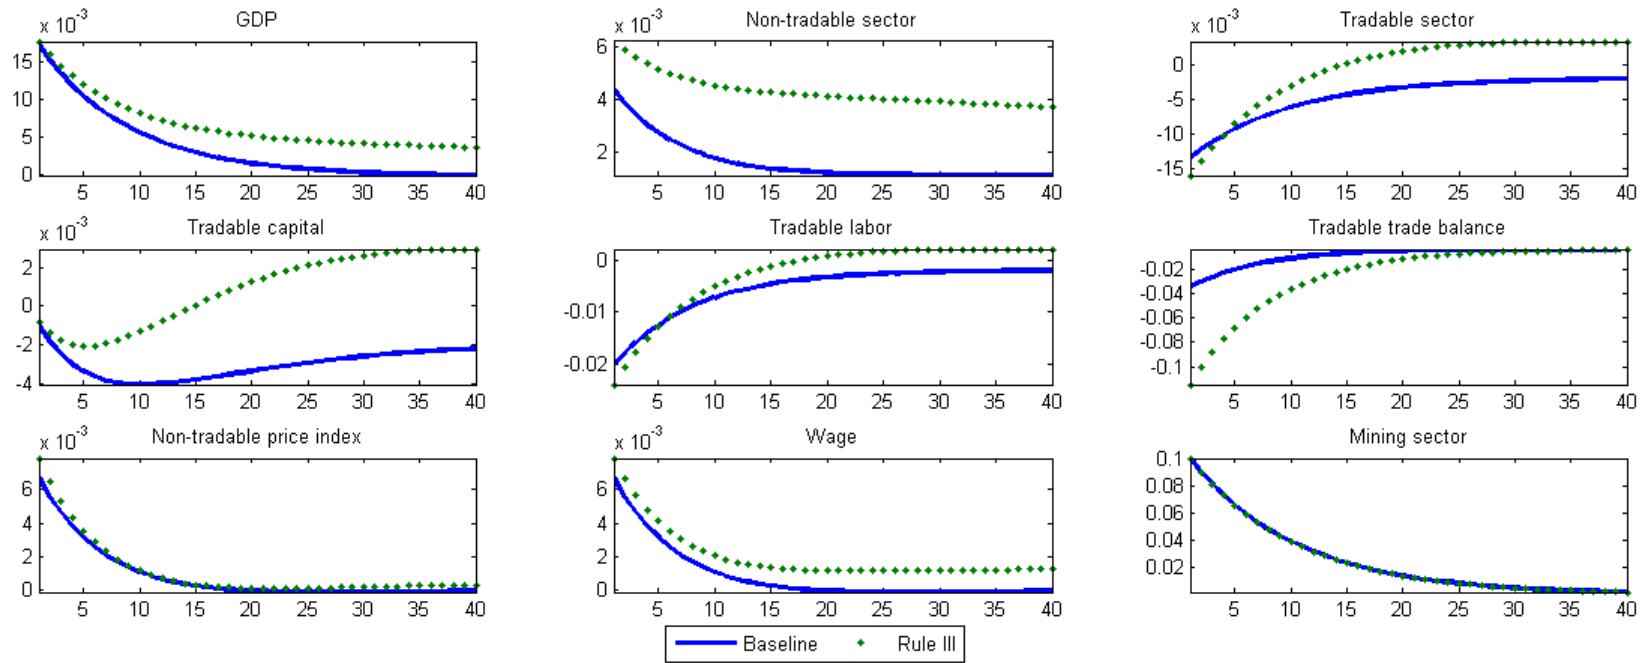 GDP
x 10-3
15
10
5
0
5 10 15 20 25 30 35 40
Non-tradable sector
x 10-3
6
4
2
5 10 15 20 25 30 35 40
Tradable sector
x 10-3
0
-5
-10
-15
5 10 15 20 25 30 35 40
Tradable capital
x 10-3
2
0
-2
-4
5 10 15 20 25 30 35 40
Tradable labor
0
-0.01
-0.02
5 10 15 20 25 30 35 40
Tradable trade balance
-0.02
-0.04
-0.06
-0.08
-0.1
5 10 15 20 25 30 35 40
Non-tradable price index
x 10-3
6
4
2
0
5 10 15 20 25 30 35 40
Wage
x 10-3
6
4
2
0
5 10 15 20 25 30 35 40
Mining sector
0.1
0.08
0.06
0.04
0.02
5 10 15 20 25 30 35 40
Baseline Rule III